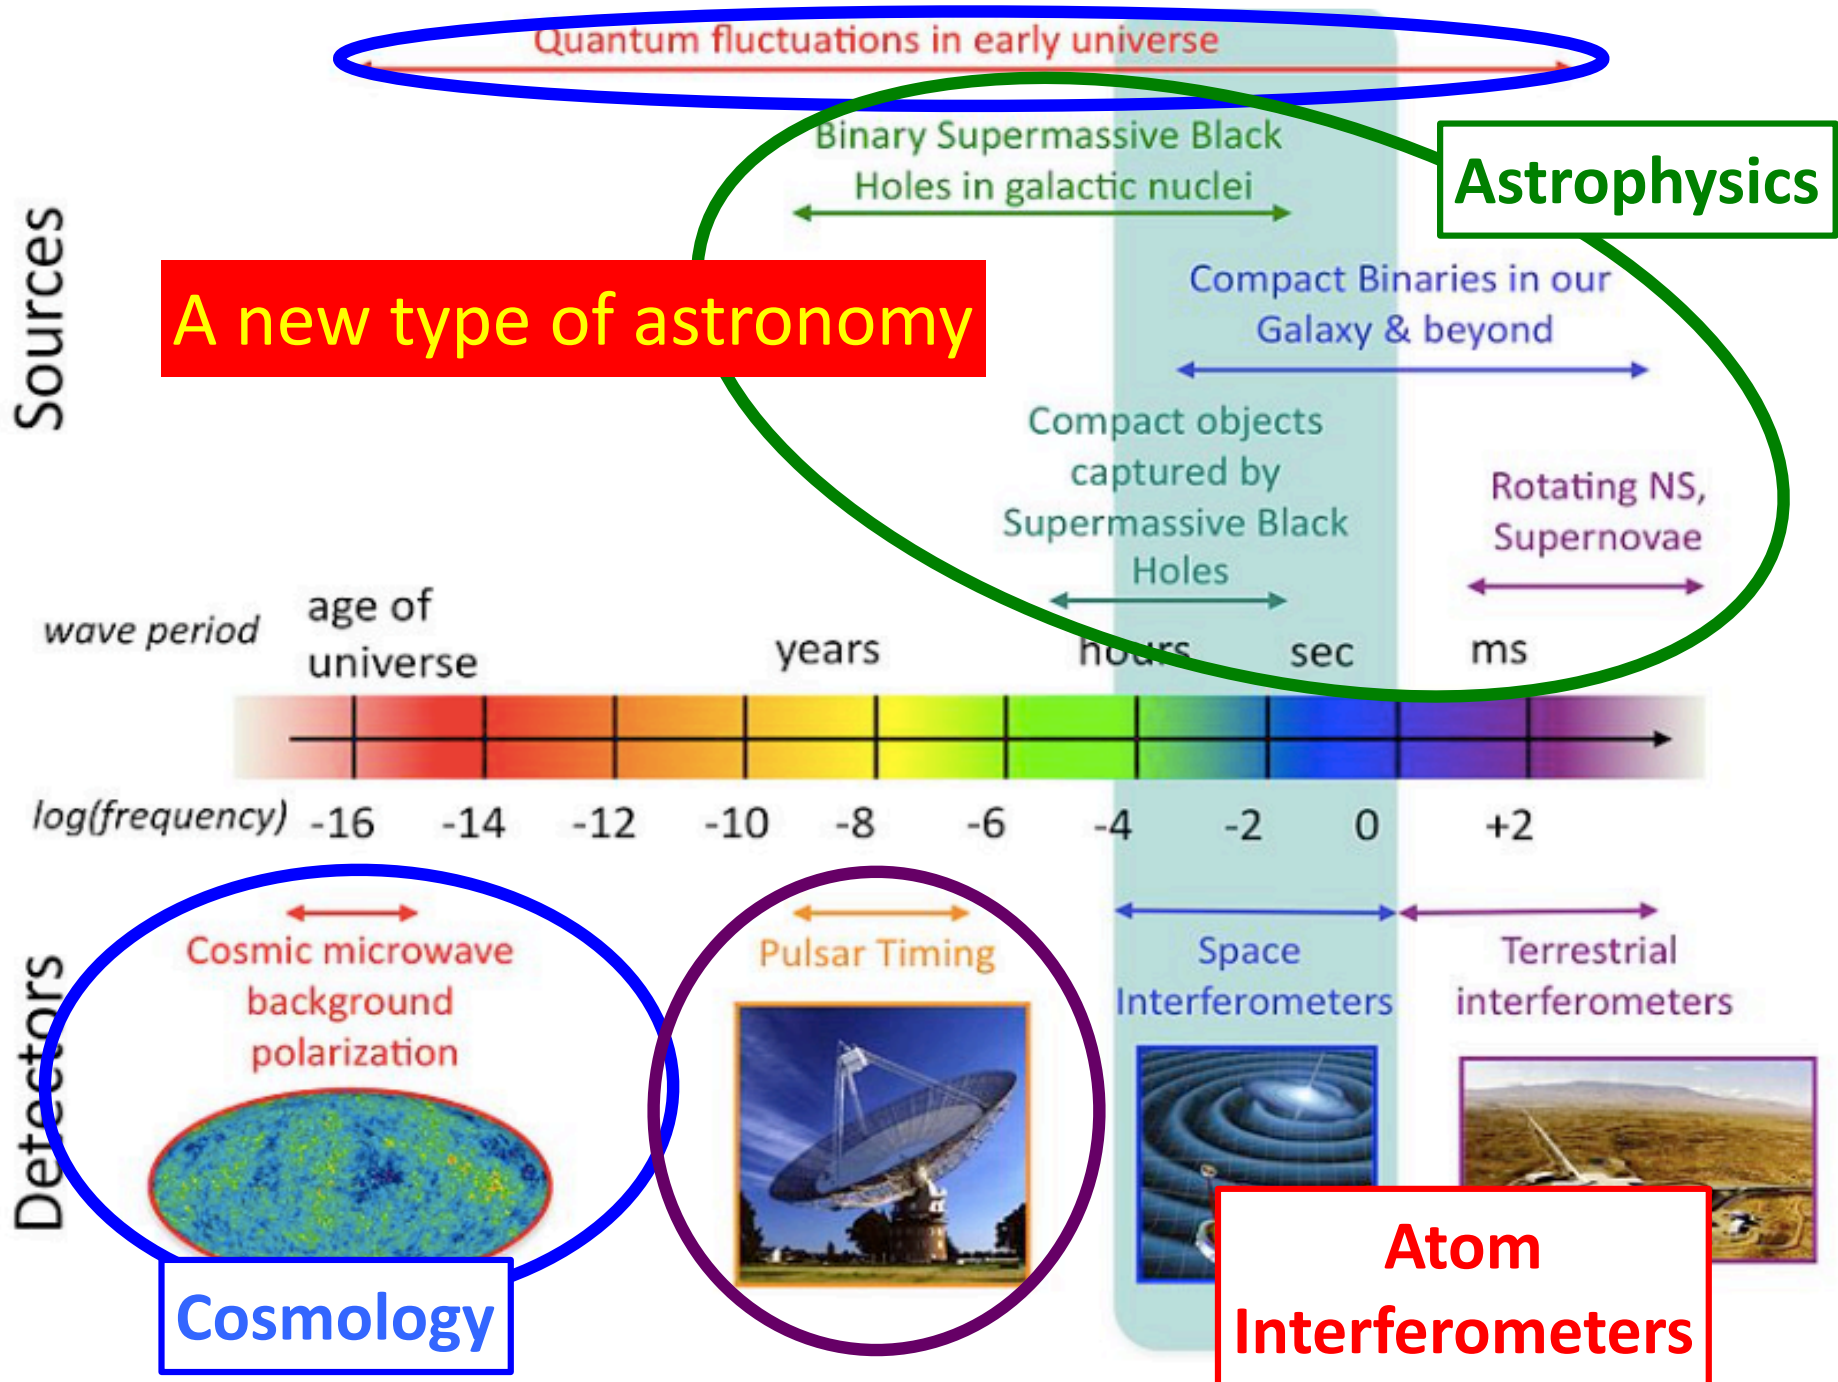 Quantum fluctuations in early universe
Binary Supermassive Black
Holes in galactic nuclei
Astrophysics
Sources
A new type of astronomy
Compact Binaries in our
Galaxy & beyond
Compact objects
captured by
Supermassive Black
Holes
Rotating NS,
Supernovae
wave period
age of
universe
years
hours
sec
ms
log(frequency) -16 -14 -12 -10 -8 -6 -4 -2 0 +2
Detectors
Cosmic microwave
background
polarization
Pulsar Timing
Space
Interferometers
Terrestrial
interferometers
Cosmology
Atom
Interferometers